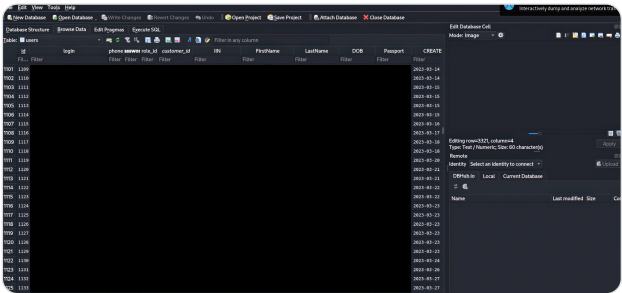 Edit View Tools Help
Interactively dump and analyze network tra
New Database Open Database Write Changes Revert Changes Undo Open Project Save Project Attach Database Close Database
Database Structure Browse Data Edit Pragmas Execute SQL
Table: users Filter in any column
id login phone role_id customer_id IIN FirstName LastName DOB Passport CREATE
Fil... Filter Filter Filter Filter Filter Filter Filter Filter Filter Filter Filter
1101 1109 2023-03-14
1102 1110 2023-03-14
1103 1111 2023-03-15
1104 1112 2023-03-15
1105 1113 2023-03-15
1106 1114 2023-03-16
1107 1115 2023-03-16
1108 1116 2023-03-17
1109 1117 2023-03-18
1110 1118 2023-03-18
1111 1119 2023-03-20
1112 1120 2023-03-21
1113 1121 2023-03-21
1114 1122 2023-03-22
1115 1123 2023-03-22
1116 1124 2023-03-22
1117 1125 2023-03-23
1118 1126 2023-03-23
1119 1127 2023-03-23
1120 1128 2023-03-23
1121 1129 2023-03-23
1122 1130 2023-03-24
1123 1131 2023-03-26
1124 1132 2023-03-27
1125 1133 2023-03-27
Edit Database Cell
Mode: Image
Editing row=3321, column=4
Type: Text / Numeric; Size: 60 character(s)
Apply
Remote
Identity Select an identity to connect Upload
DBHub.io Local Current Database
Name Last modified Size